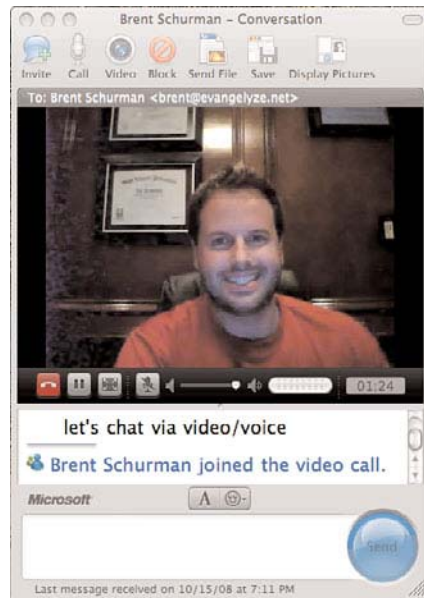 Brent Schurman – Conversation
Invite Call Video Block Send File Save Display Pictures
To: Brent Schurman <brent@evangelyze.net>
01:24
let's chat via video/voice
Brent Schurman joined the video call.
Microsoft
A
Send
Last message received on 10/15/08 at 7:11 PM